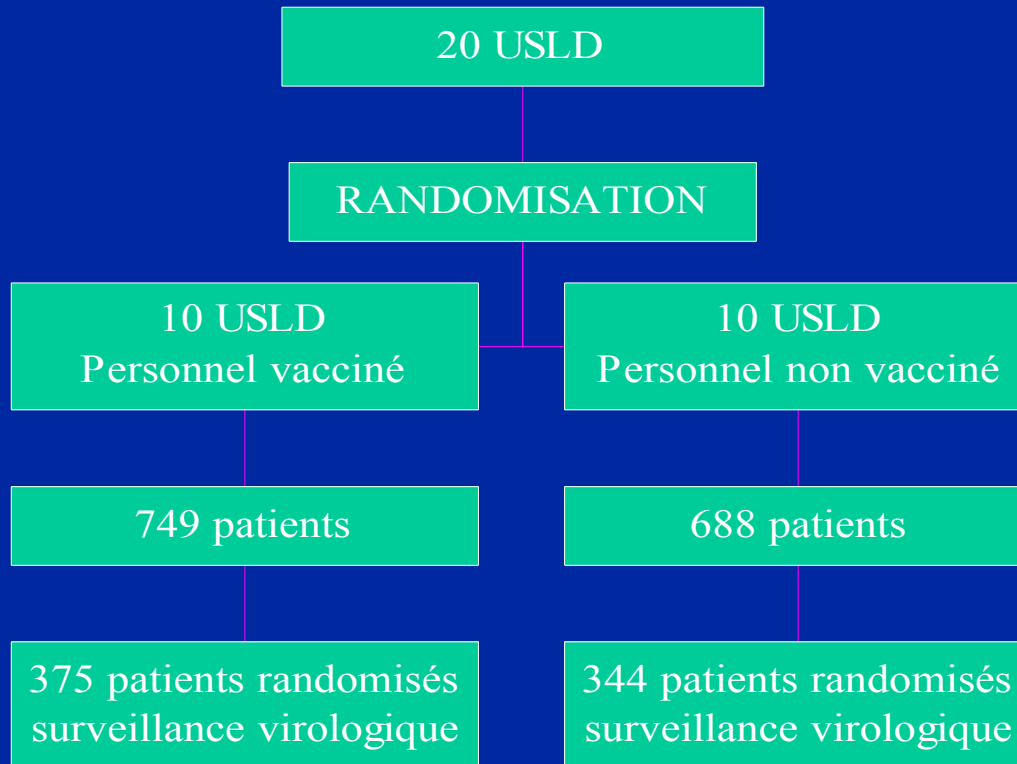 20 USLD
RANDOMISATION
10 USLD
Personnel vacciné
10 USLD
Personnel non vacciné
749 patients
688 patients
375 patients randomisés
surveillance virologique
344 patients randomisés
surveillance virologique